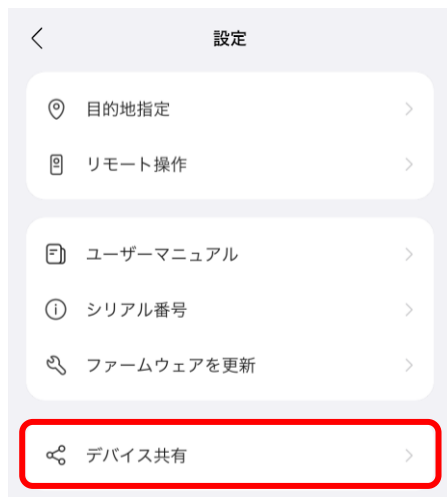 設定
目的地指定
リモート操作
ユーザーマニュアル
シリアル番号
ファームウェアを更新
デバイス共有